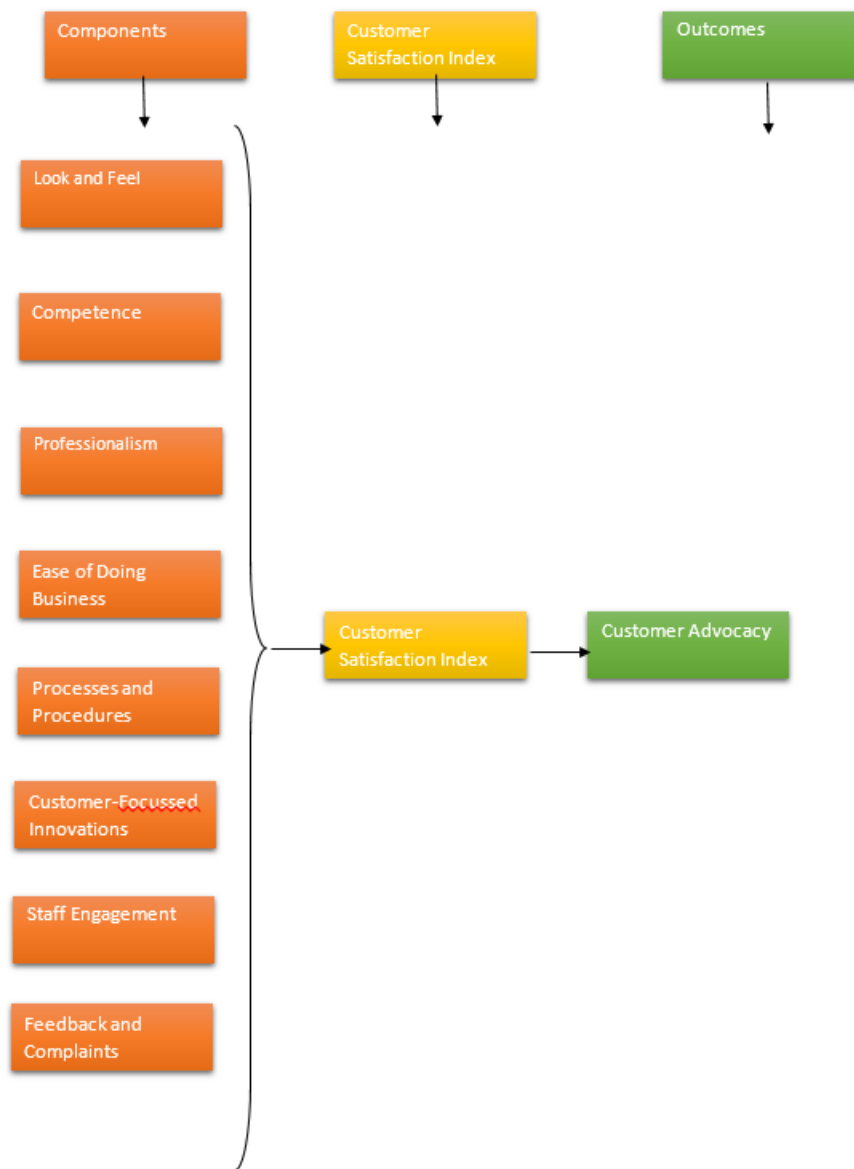 Components
Customer
Satisfaction Index
Outcomes
Look and Feel
Competence
Professionalism
Ease of Doing
Business
Processes and
Procedures
Customer-Focussed
Innovations
Staff Engagement
Feedback and
Complaints
Customer
Satisfaction Index
Customer Advocacy